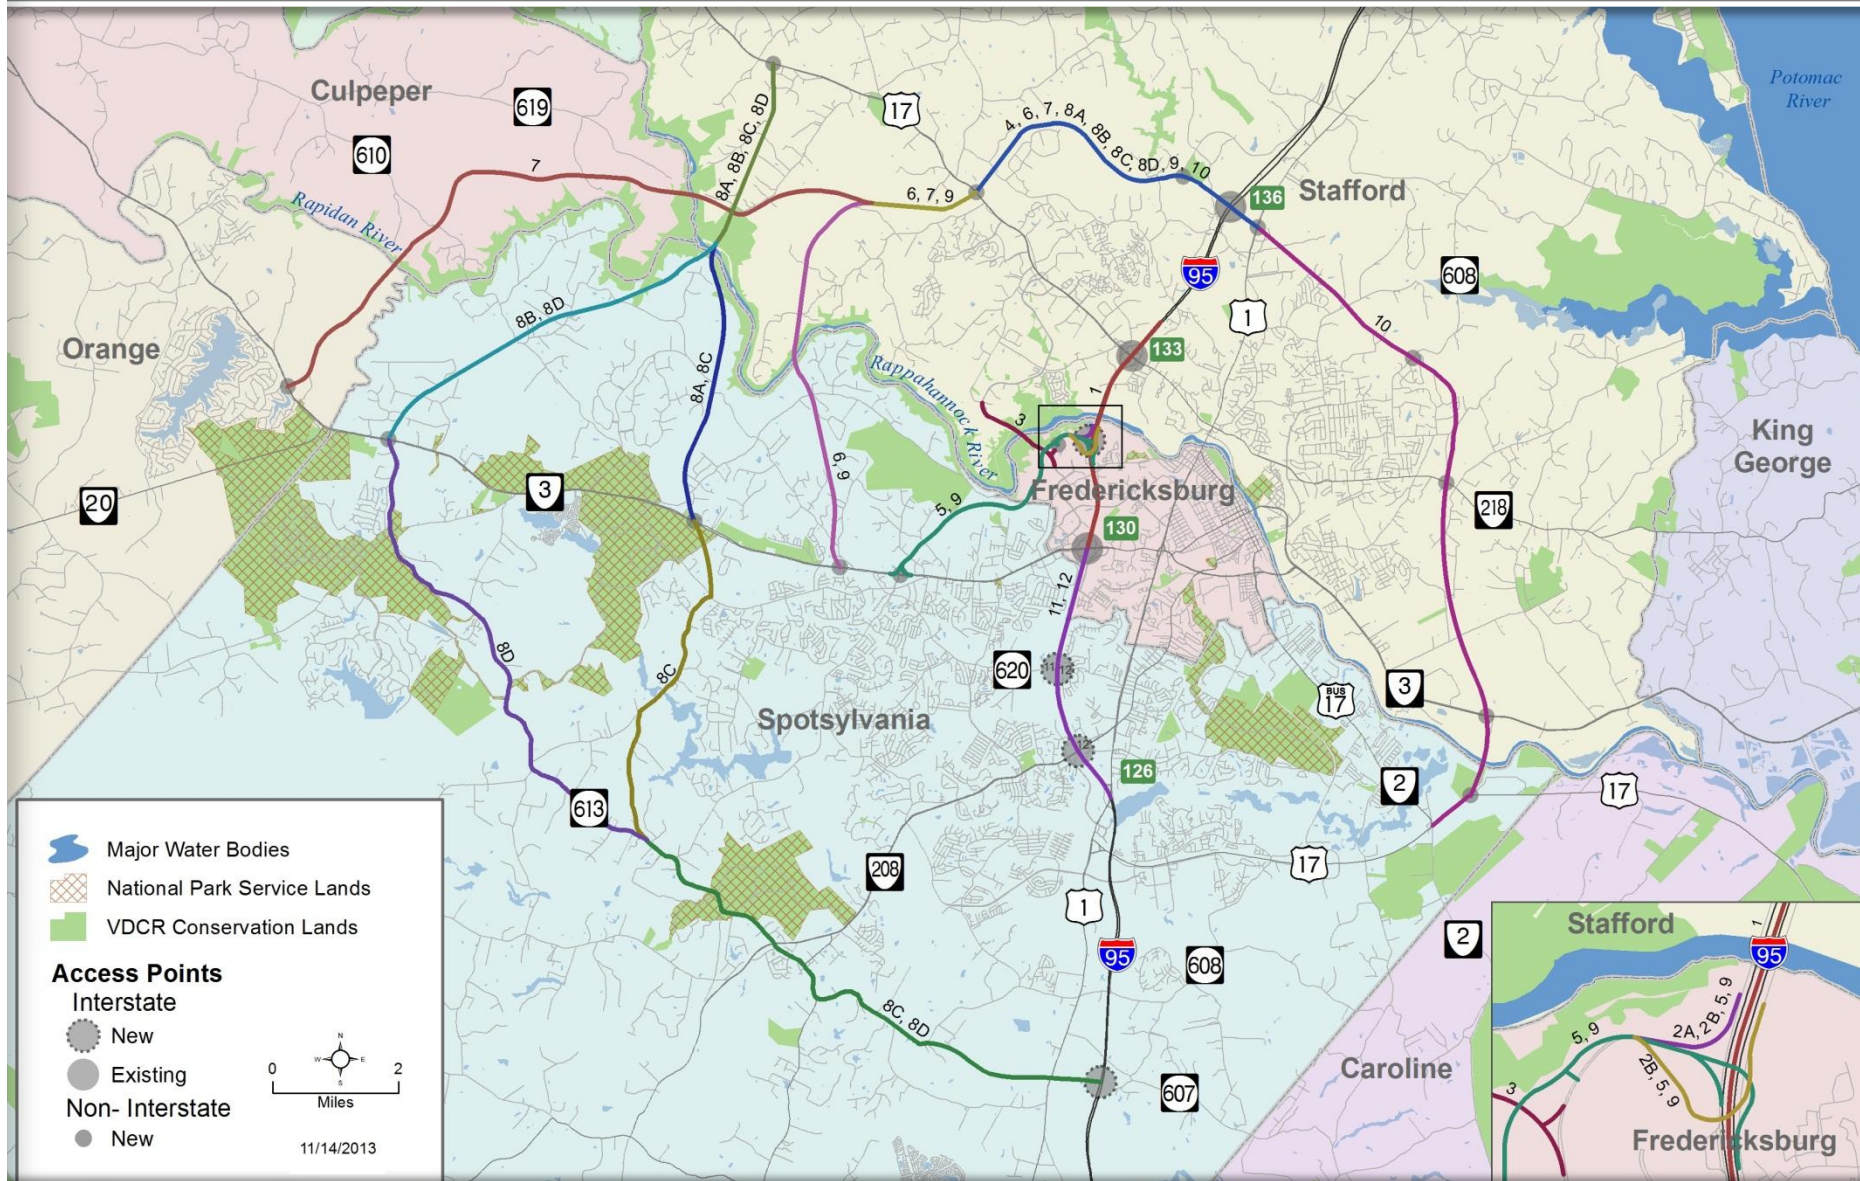 Culpeper
619
610
17
Potomac
River
8A, 8B, 8C, 8D
4, 6, 7, 8A, 8B, 8C, 8D, 9, 10
7
6, 7, 9
136
Stafford
Rapidan River
95
608
8B, 8D
1
10
Orange
133
8A, 8C
Rappahannock River
1
3
King
George
6, 9
20
3
5, 9
Fredericksburg
218
130
11, 12
8D
8C
620
11
12
3
BUS
17
Spotsylvania
12
126
2
17
613
208
17
1
2
95
608
8C, 8D
607
Caroline
Major Water Bodies
National Park Service Lands
VDCR Conservation Lands
Access Points
Interstate
New
Existing
Non- Interstate
New
N
W E
S
0 2
Miles
11/14/2013
Stafford
1
95
2A, 2B, 5, 9
5, 9
2B, 5, 9
3
Fredericksburg